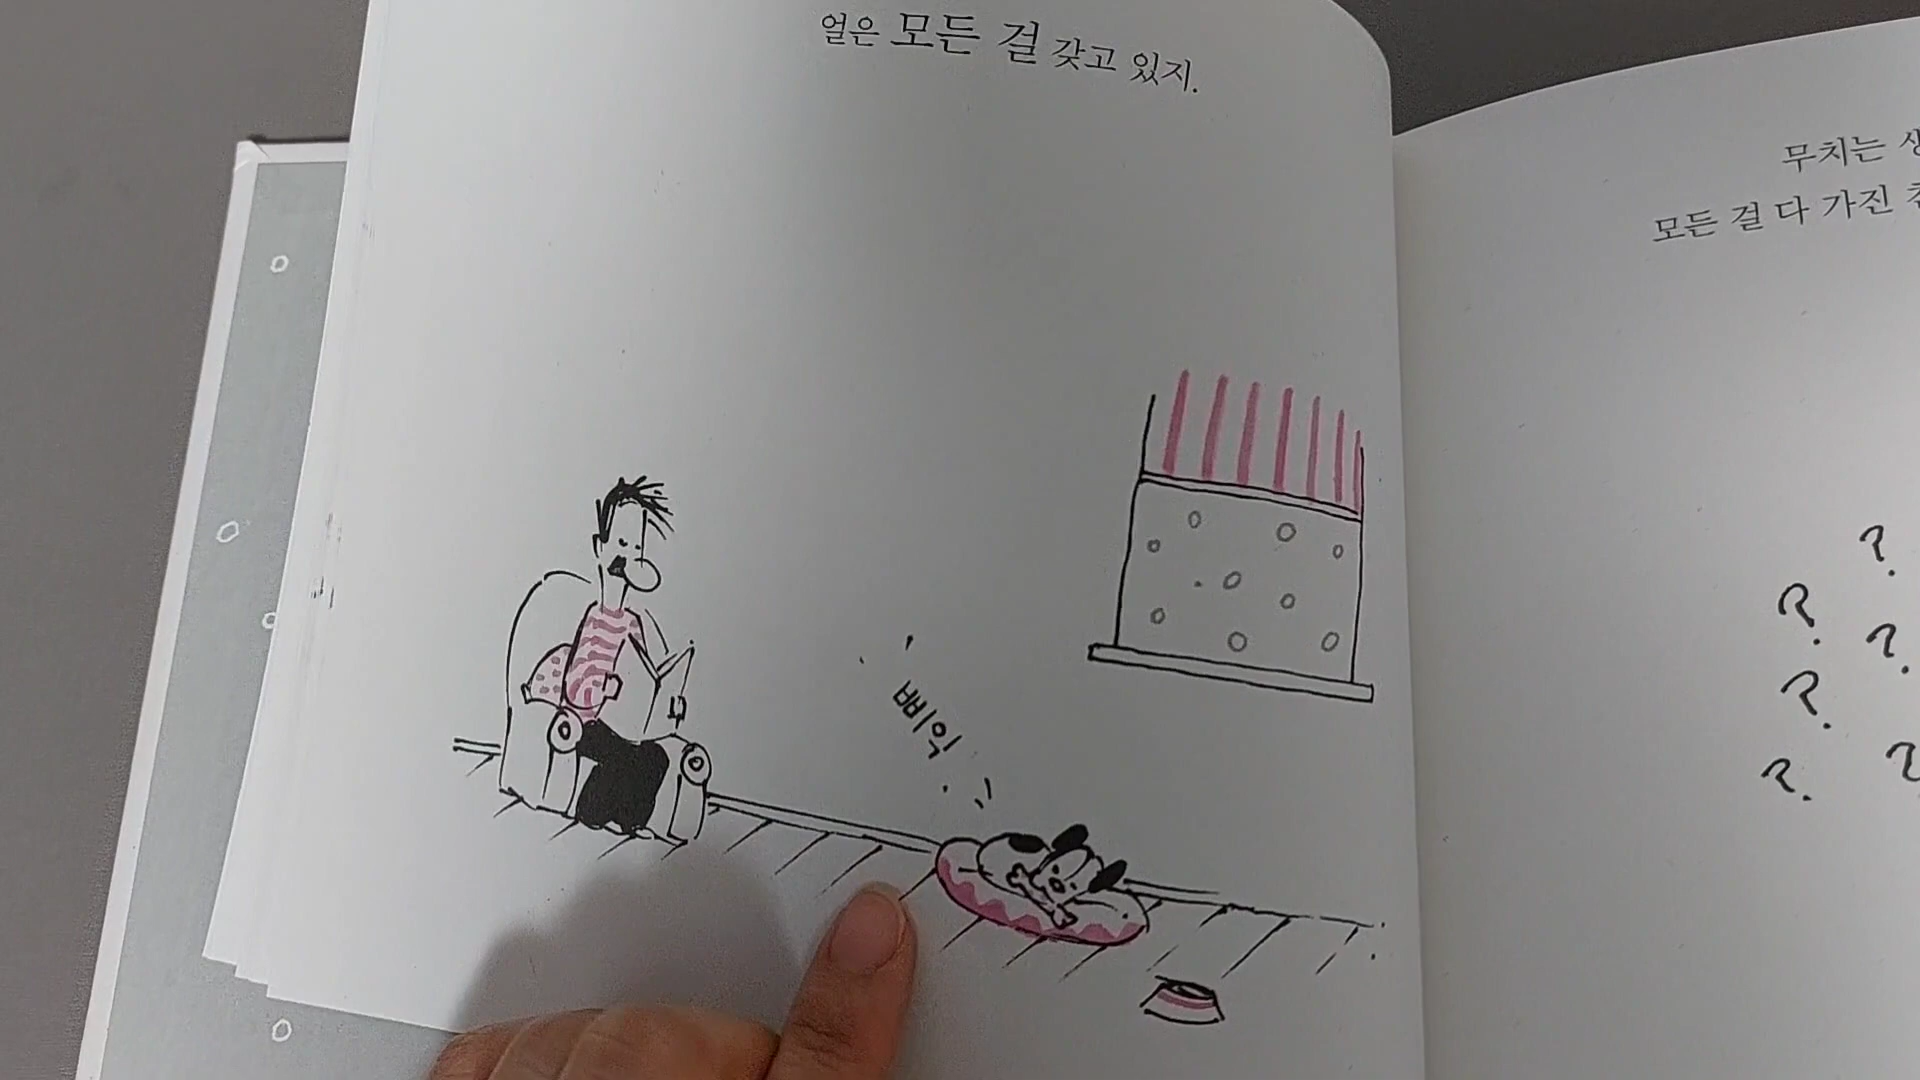 얼은 모든 걸 갖고 있지.
삐이익
무치는
모든 걸 다 가진
? ? ? ? ? ?